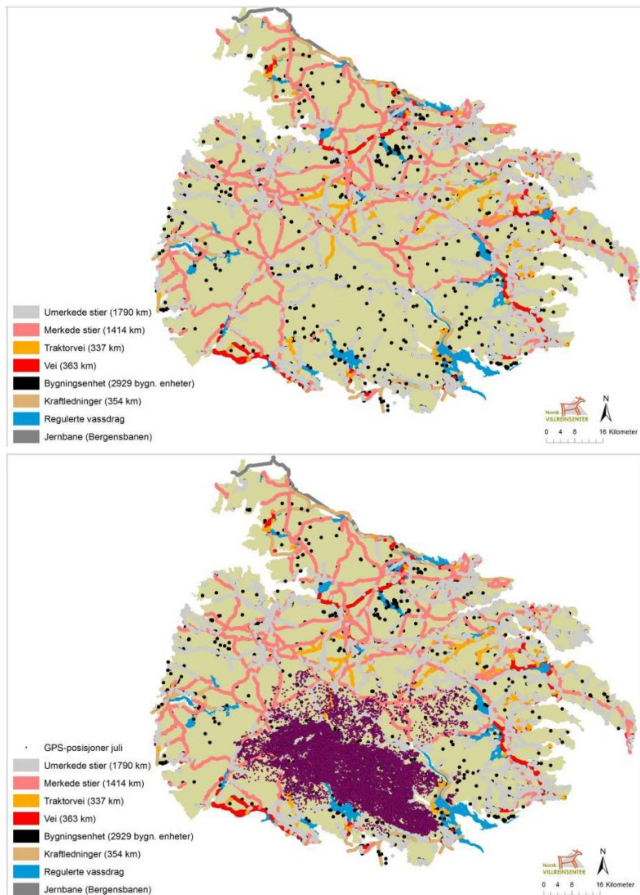 Umerkede stier (1790 km)
Merkede stier (1414 km)
Traktorvei (337 km)
Vei (363 km)
Bygningsenhet (2929 bygn. enheter)
Kraftledninger (354 km)
Regulerte vassdrag
Jernbane (Bergensbanen)
Norsk
VILLREINSENTER
N
0 4 8 16 Kilometer
GPS-posisjoner juli
Umerkede stier (1790 km)
Merkede stier (1414 km)
Traktorvei (337 km)
Vei (363 km)
Bygningsenhet (2929 bygn. enheter)
Kraftledninger (354 km)
Regulerte vassdrag
Jernbane (Bergensbanen)
Norsk
VILLREINSENTER
N
0 4 8 16 Kilometer